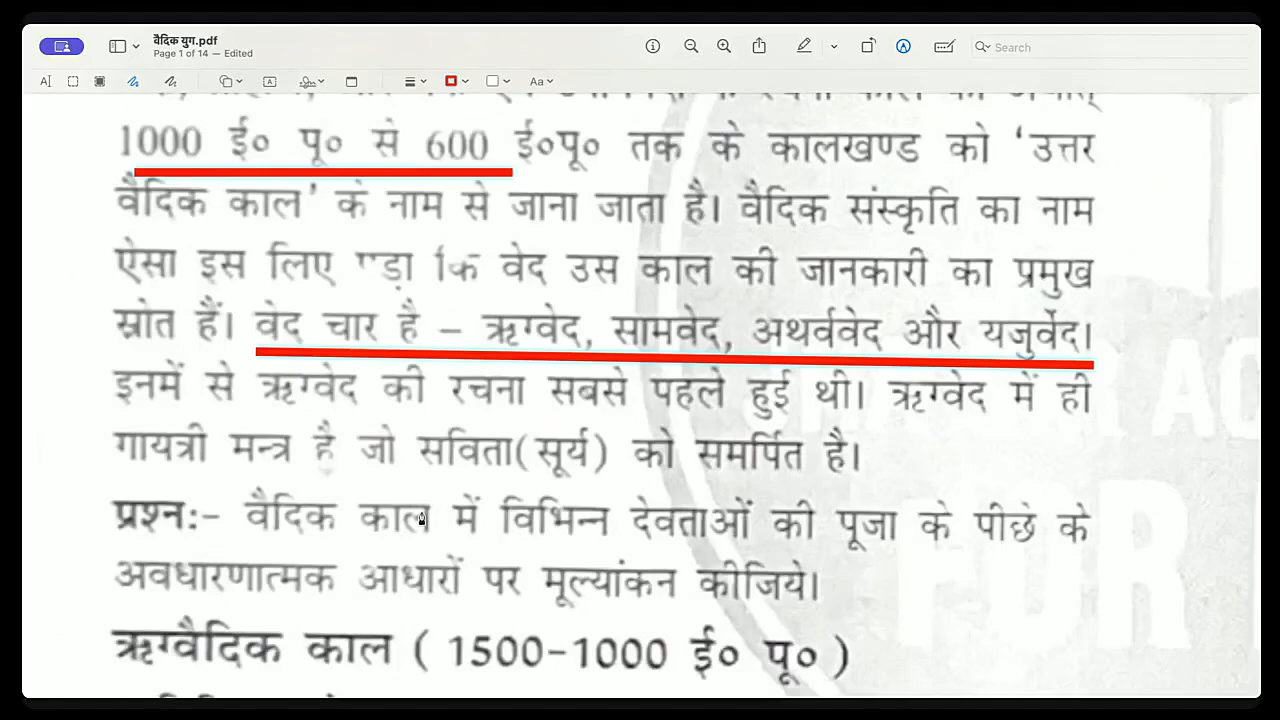 वैदिक युग.pdf
Page 1 of 14 — Edited
Search
Aa
1000 ई० पू० से 600 ई०पू० तक के कालखण्ड को 'उत्तर
वैदिक काल' के नाम से जाना जाता है। वैदिक संस्कृति का नाम
ऐसा इस लिए कि वेद उस काल की जानकारी का प्रमुख
स्रोत हैं। वेद चार है – ऋग्वेद, सामवेद, अथर्ववेद और यजुर्वेद।
इनमें से ऋग्वेद की रचना सबसे पहले हुई थी। ऋग्वेद में ही
गायत्री मन्त्र है जो सविता(सूर्य) को समर्पित है।
प्रश्नः- वैदिक काल में विभिन्न देवताओं की पूजा के पीछे के
अवधारणात्मक आधारों पर मूल्यांकन कीजिये।
ऋग्वैदिक काल ( 1500-1000 ई० पू० )
FOR